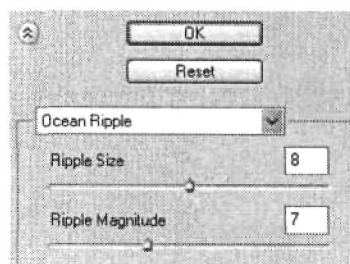 OK
Reset
Ocean Ripple
Ripple Size 8
Ripple Magnitude 7